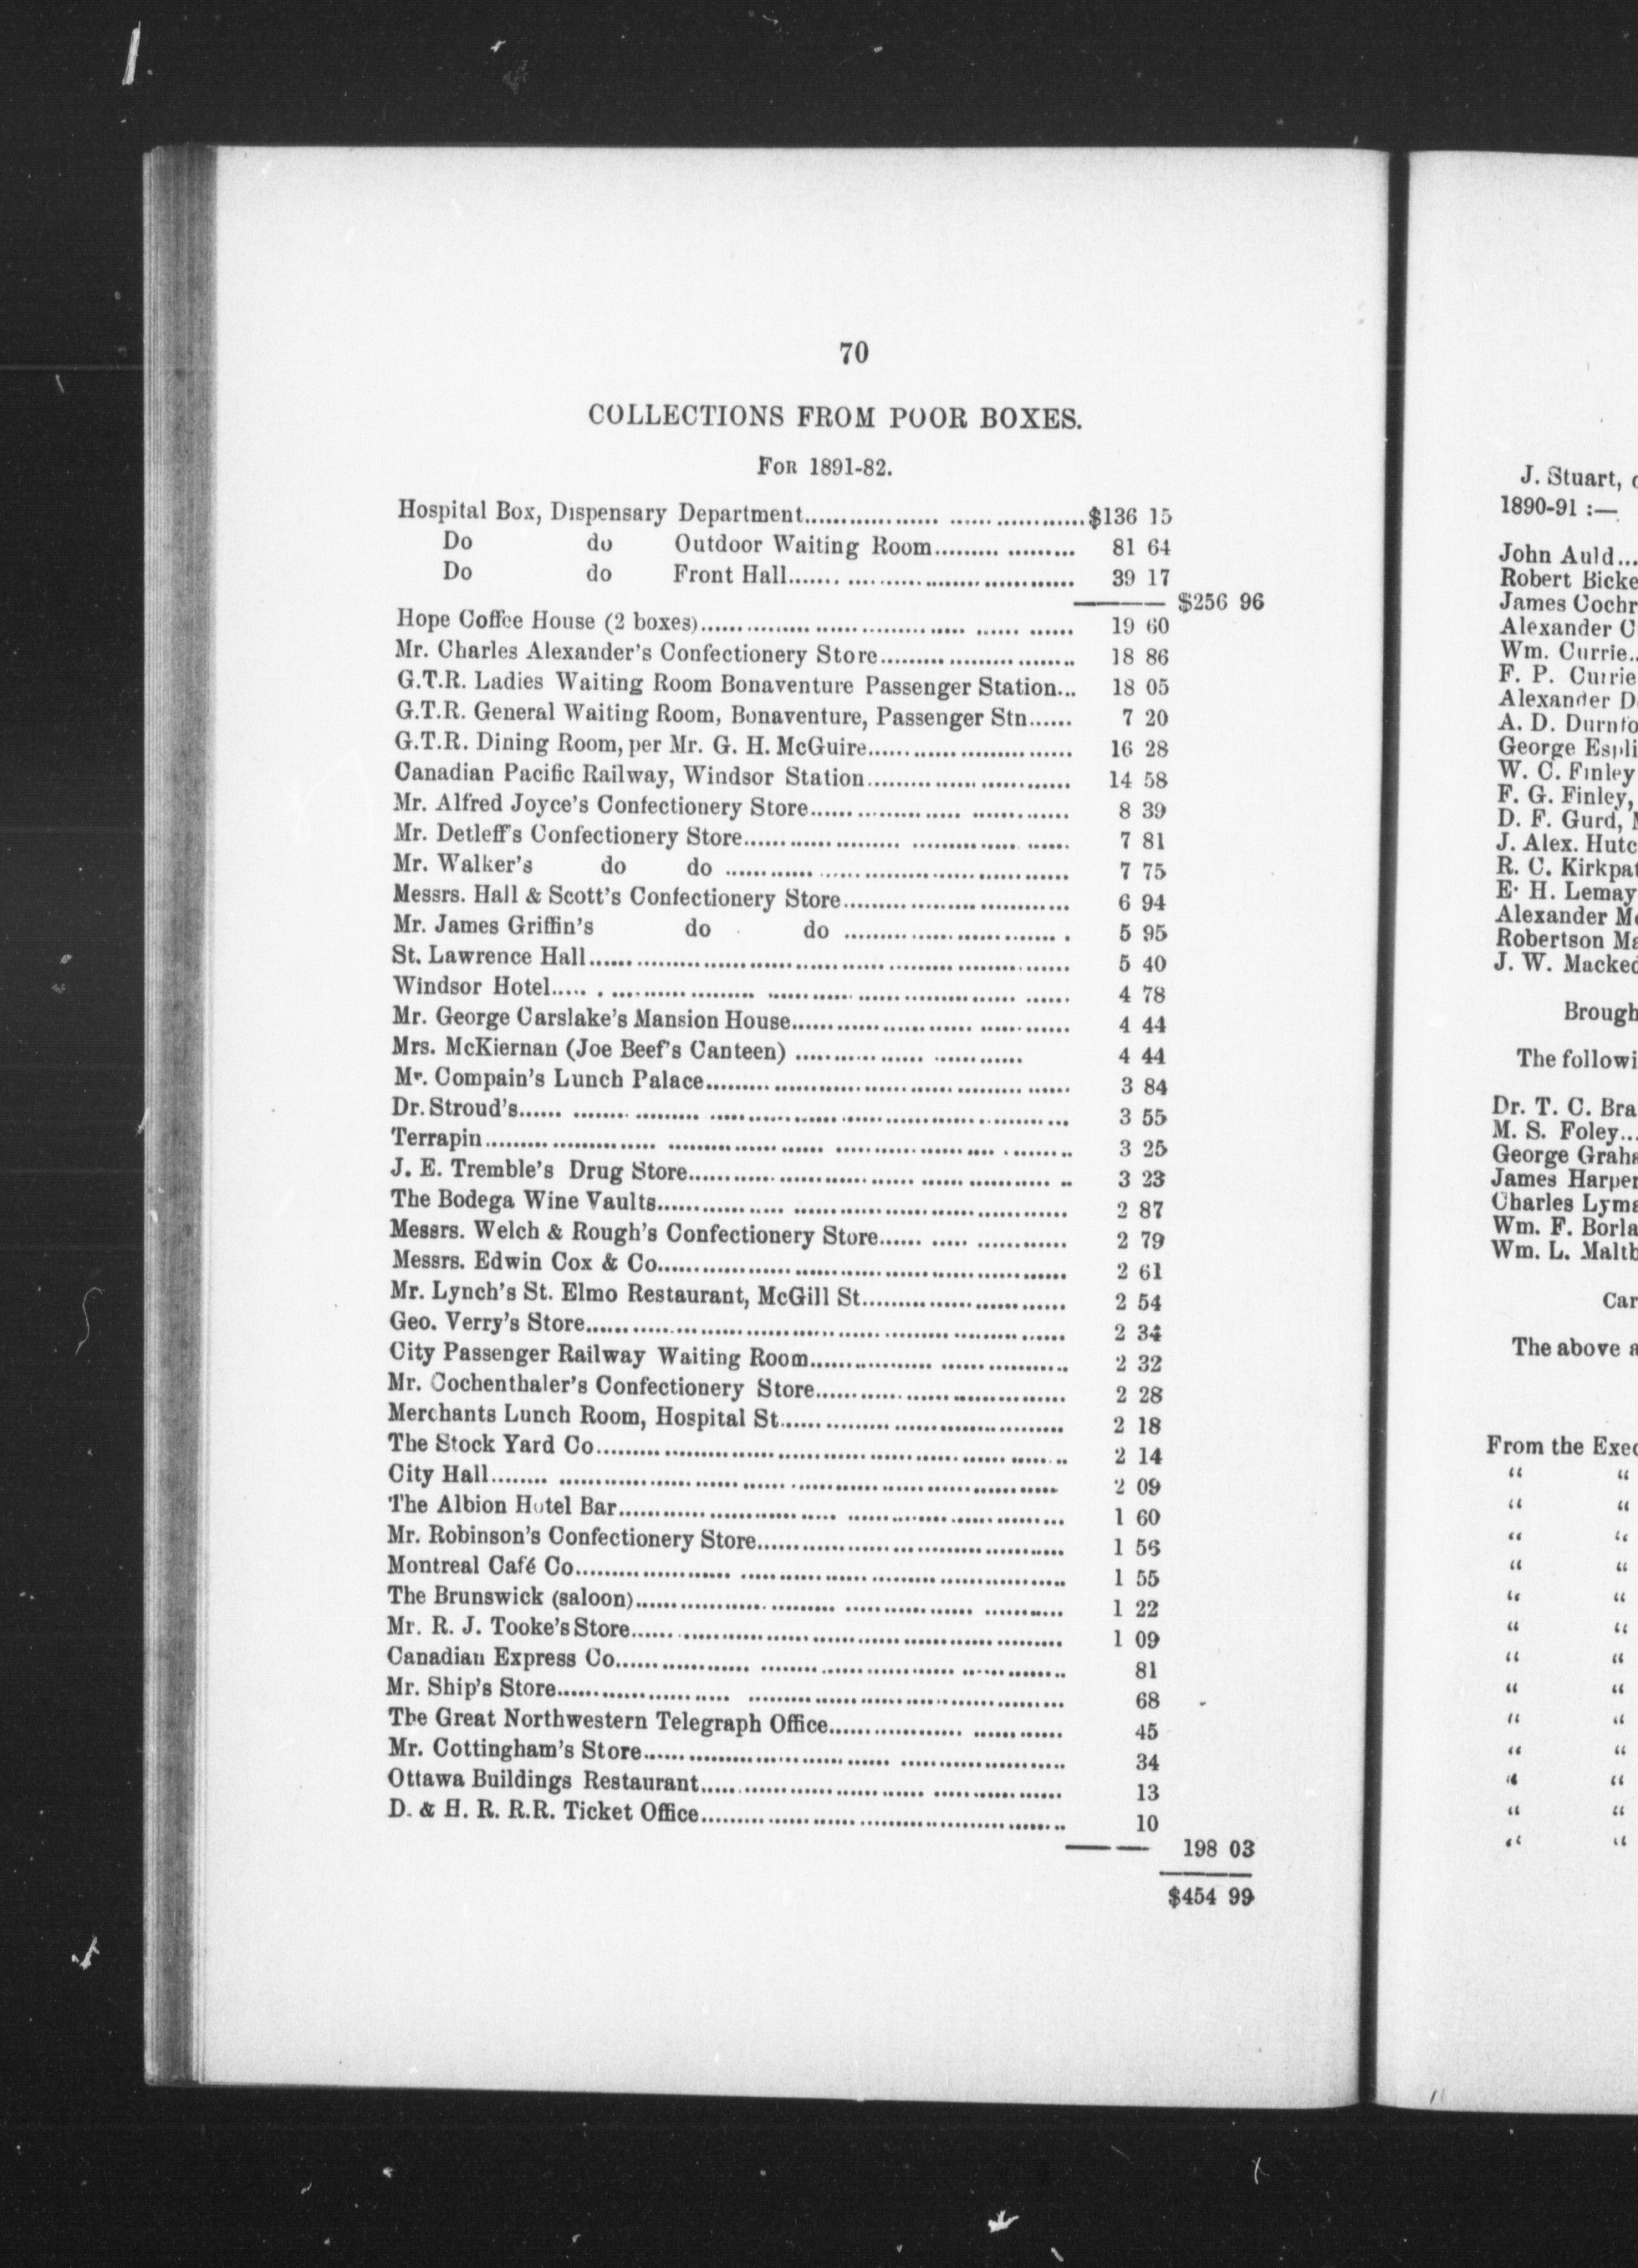 70
COLLECTIONS FROM POOR BOXES.
FOR 1891-82.
Hospital Box, Dispensary Department........................................$136 15
Do do Outdoor Waiting Room.................. 81 64
Do do Front Hall.................................... 39 17
$256 96
Hope Coffee House (2 boxes).................................... 19 60
Mr. Charles Alexander's Confectionery Store........................ 18 86
G.T.R. Ladies Waiting Room Bonaventure Passenger Station... 18 05
G.T.R. General Waiting Room, Bonaventure, Passenger Stn...... 7 20
G.T.R. Dining Room, per Mr. G. H. McGuire........................ 16 28
Canadian Pacific Railway, Windsor Station........................ 14 58
Mr. Alfred Joyce's Confectionery Store........................ 8 39
Mr. Detleff's Confectionery Store........................ 7 81
Mr. Walker's do do ........................ 7 75
Messrs. Hall & Scott's Confectionery Store........................ 6 94
Mr. James Griffin's do do ........................ 5 95
St. Lawrence Hall........................ 5 40
Windsor Hotel........................ 4 78
Mr. George Carslake's Mansion House........................ 4 44
Mrs. McKiernan (Joe Beef's Canteen) ........................ 4 44
Mr. Compain's Lunch Palace........................ 3 84
Dr. Stroud's........................ 3 55
Terrapin........................ 3 25
J. E. Tremble's Drug Store........................ 3 23
The Bodega Wine Vaults........................ 2 87
Messrs. Welch & Rough's Confectionery Store........................ 2 79
Messrs. Edwin Cox & Co........................ 2 61
Mr. Lynch's St. Elmo Restaurant, McGill St........................ 2 54
Geo. Verry's Store........................ 2 34
City Passenger Railway Waiting Room........................ 2 32
Mr. Cochenthaler's Confectionery Store........................ 2 28
Merchants Lunch Room, Hospital St........................ 2 18
The Stock Yard Co........................ 2 14
City Hall........................ 2 09
The Albion Hotel Bar........................ 1 60
Mr. Robinson's Confectionery Store........................ 1 56
Montreal Café Co........................ 1 55
The Brunswick (saloon)........................ 1 22
Mr. R. J. Tooke's Store........................ 1 09
Canadian Express Co........................ 81
Mr. Ship's Store........................ 68
The Great Northwestern Telegraph Office........................ 45
Mr. Cottingham's Store........................ 34
Ottawa Buildings Restaurant........................ 13
D. & H. R. R.R. Ticket Office........................ 10
198 03
$454 99
J. Stuart,
1890-91 :—
John Auld...
Robert Bicke
James Cochr
Alexander C
Wm. Currie..
F. P. Currie
Alexander D
A. D. Durnfo
George Espli
W. C. Finley
F. G. Finley,
D. F. Gurd,
J. Alex. Hutc
R. C. Kirkpat
E. H. Lemay
Alexander Mc
Robertson Ma
J. W. Macked
Brough
The followi
Dr. T. C. Bra
M. S. Foley...
George Graha
James Harper
Charles Lyma
Wm. F. Borla
Wm. L. Maltb
Car
The above a
From the Exec
“ “
“ “
“ “
“ “
“ “
“ “
“ “
“ “
“ “
“ “
“ “
“ “
“ “